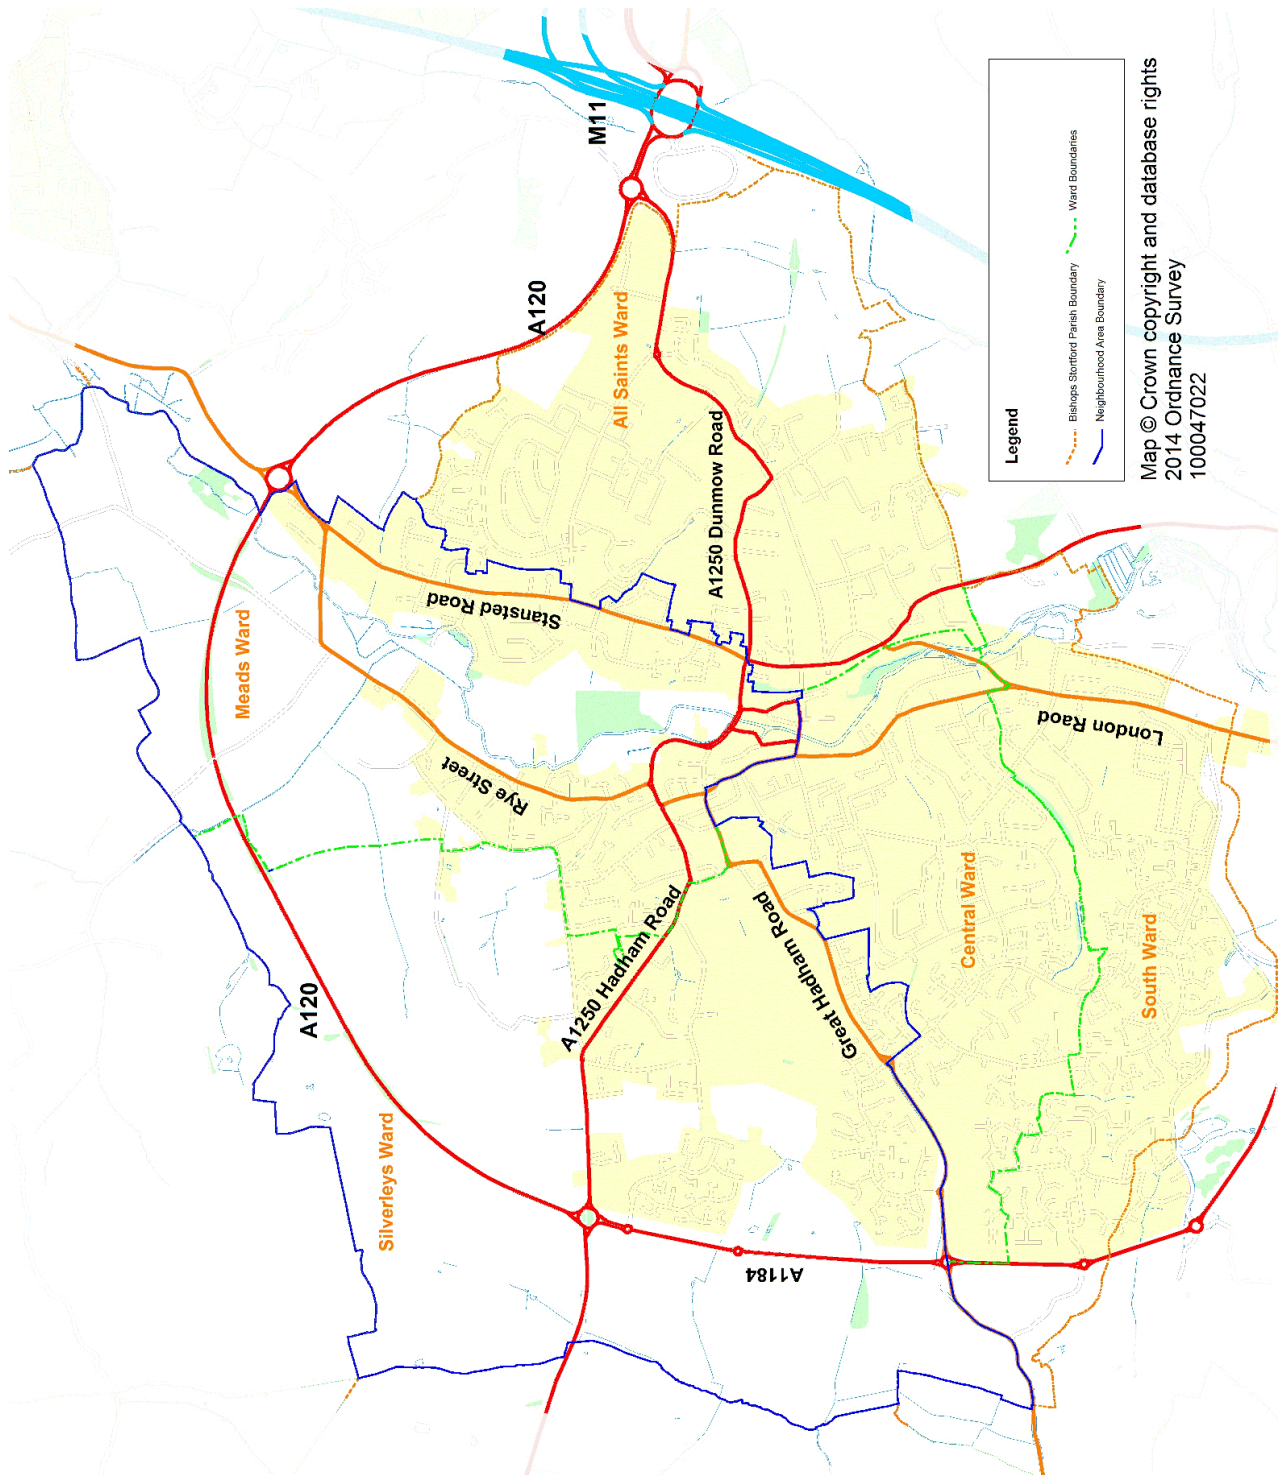 M11
A120
All Saints Ward
A1250 Dunmow Road
Stansted Road
Meads Ward
Rye Street
A120
A1250 Hadham Road
Great Hadham Road
Silverleys Ward
A1184
Central Ward
South Ward
London Raod
Legend
Bishops Stortford Parish Boundary
Ward Boundaries
Neighbourhood Area Boundary
Map © Crown copyright and database rights
2014 Ordnance Survey
100047022